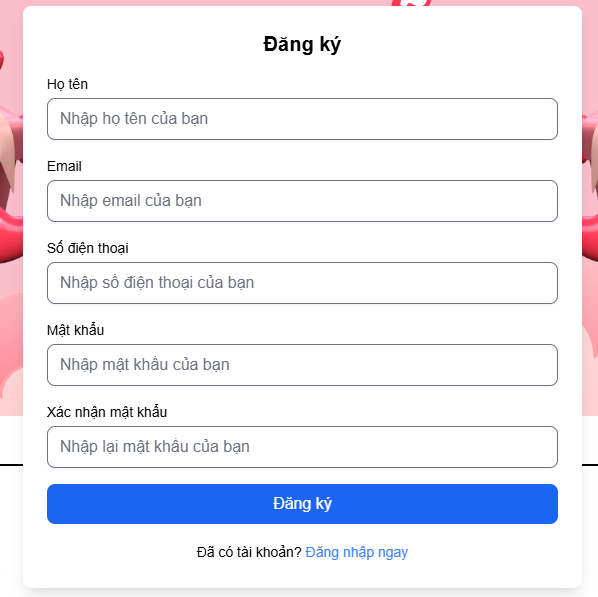 Đăng ký
Họ tên
Nhập họ tên của bạn
Email
Nhập email của bạn
Số điện thoại
Nhập số điện thoại của bạn
Mật khẩu
Nhập mật khẩu của bạn
Xác nhận mật khẩu
Nhập lại mật khẩu của bạn
Đăng ký
Đã có tài khoản? Đăng nhập ngay